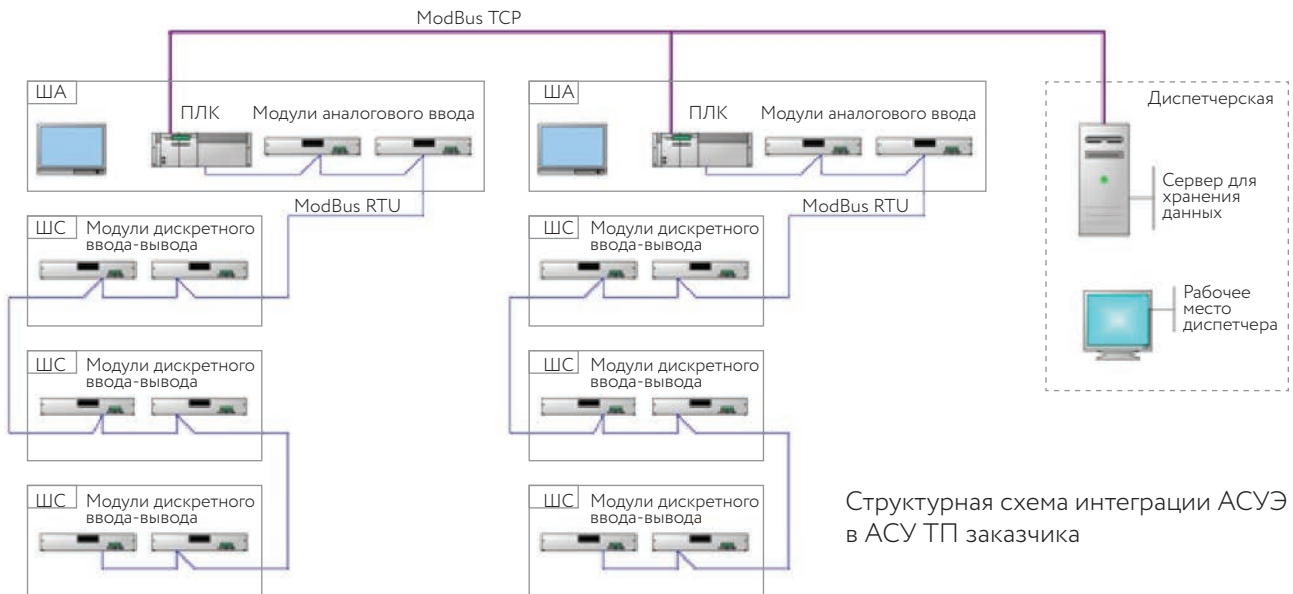 ModBus TCP
ША
ПЛК
Модули аналогового ввода
ША
ПЛК
Модули аналогового ввода
Диспетчерская
Сервер для
хранения
данных
Рабочее
место
диспетчера
ModBus RTU
ModBus RTU
ШС
Модули дискретного
ввода-вывода
ШС
Модули дискретного
ввода-вывода
ШС
Модули дискретного
ввода-вывода
ШС
Модули дискретного
ввода-вывода
ШС
Модули дискретного
ввода-вывода
ШС
Модули дискретного
ввода-вывода
Структурная схема интеграции АСУЭ
в АСУ ТП заказчика